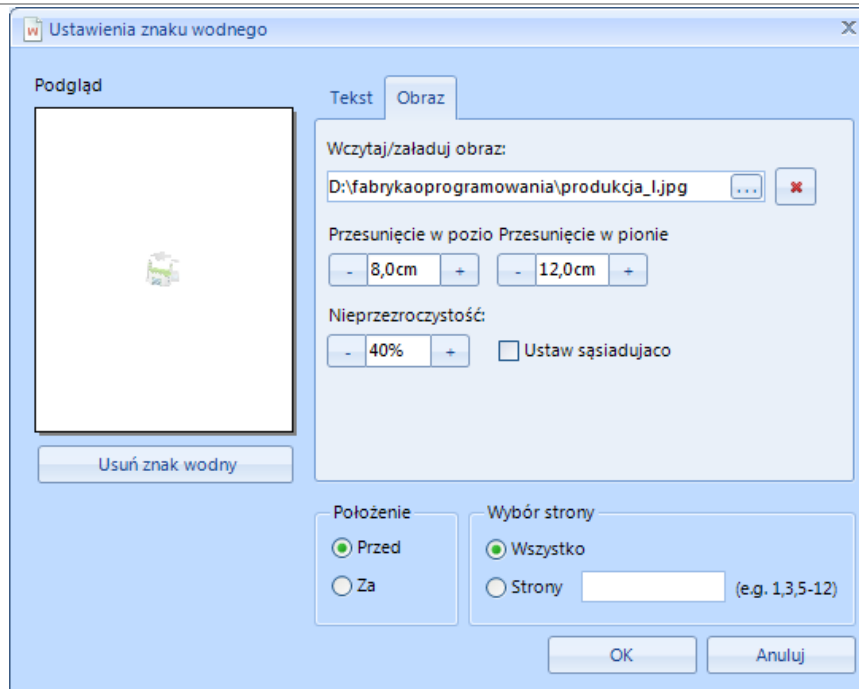 Ustawienia znaku wodnego
Podgląd
Tekst Obraz
Wczytaj/załaduj obraz:
D:\fabrykaoprogramowania\produkcja_l.jpg ...
Przesunięcie w pozio Przesunięcie w pionie
- 8,0cm + - 12,0cm +
Nieprzezroczystość:
- 40% + Ustaw sąsiadujaco
Usuń znak wodny
Położenie
Przed
Za
Wybór strony
Wszystko
Strony (e.g. 1,3,5-12)
OK Anuluj